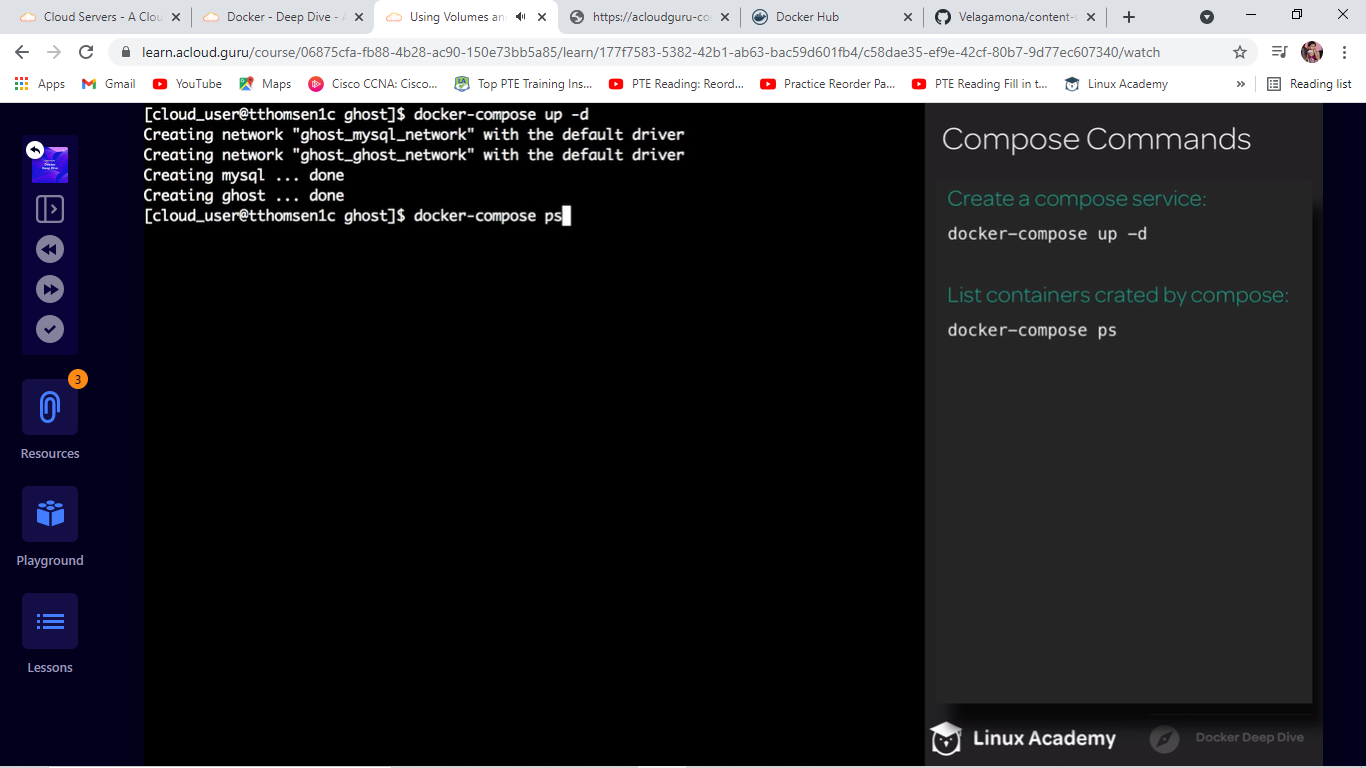 Cloud Servers - A Clou
Docker - Deep Dive - A
Using Volumes an
https://acloudguru-co
Docker Hub
Velagamona/content-
learn.acloud.guru/course/06875cfa-fb88-4b28-ac90-150e73bb5a85/learn/177f7583-5382-42b1-ab63-bac59d601fb4/c58dae35-ef9e-42cf-80b7-9d77ec607340/watch
Apps
Gmail
YouTube
Maps
Cisco CCNA: Cisco...
Top PTE Training Ins...
PTE Reading: Reord...
Practice Reorder Pa...
PTE Reading Fill in t...
Linux Academy
»
Reading list
[cloud_user@tthomsen1c ghost]$ docker-compose up -d
Creating network "ghost_mysql_network" with the default driver
Creating network "ghost_ghost_network" with the default driver
Creating mysql ... done
Creating ghost ... done
[cloud_user@tthomsen1c ghost]$ docker-compose ps
Docker
Deep Dive
3
Resources
Playground
Lessons
Compose Commands
Create a compose service:
docker-compose up -d
List containers crated by compose:
docker-compose ps
Linux Academy
Docker Deep Dive